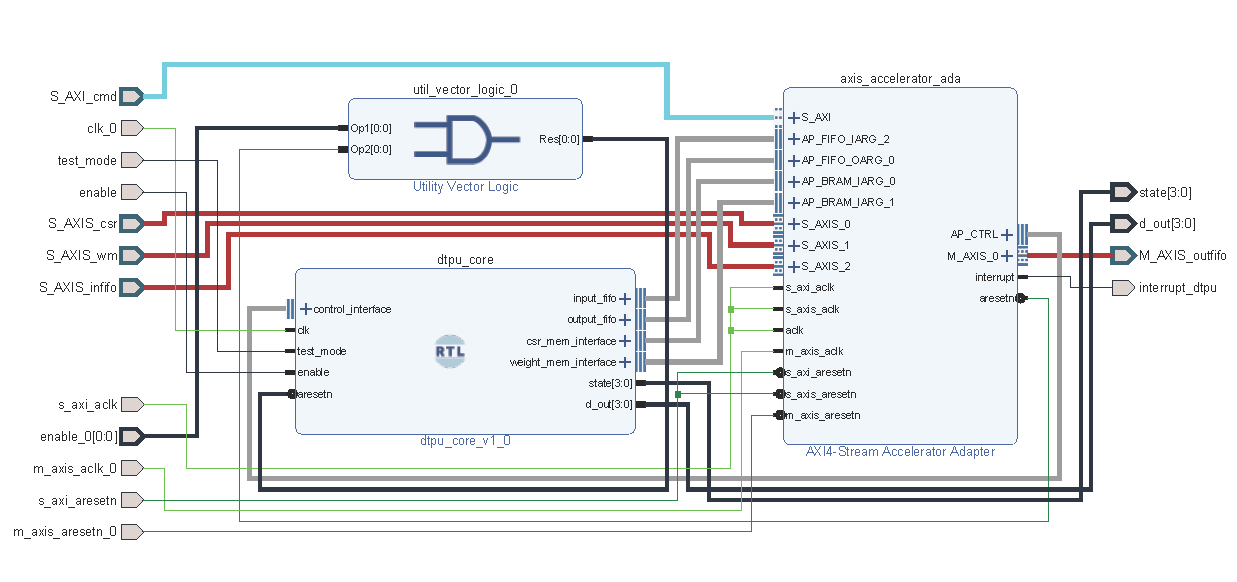 S_AXI_cmd
clk_0
test_mode
enable
S_AXIS_csr
S_AXIS_wm
S_AXIS_infifo
s_axi_aclk
enable_0[0:0]
m_axis_aclk_0
s_axi_aresetn
m_axis_aresetn_0
util_vector_logic_0
Op1[0:0]
Op2[0:0]
Res[0:0]
Utility Vector Logic
dtpu_core
control_interface
clk
test_mode
enable
aresetn
RTL
input_fifo
output_fifo
csr_mem_interface
weight_mem_interface
state[3:0]
d_out[3:0]
dtpu_core_v1_0
axis_accelerator_ada
S_AXI
AP_FIFO_IARG_2
AP_FIFO_OARG_0
AP_BRAM_IARG_0
AP_BRAM_IARG_1
S_AXIS_0
S_AXIS_1
S_AXIS_2
s_axi_aclk
s_axis_aclk
aclk
m_axis_aclk
s_axi_aresetn
s_axis_aresetn
m_axis_aresetn
AP_CTRL
M_AXIS_0
interrupt
aresetn
AXI4-Stream Accelerator Adapter
state[3:0]
d_out[3:0]
M_AXIS_outfifo
interrupt_dtpu